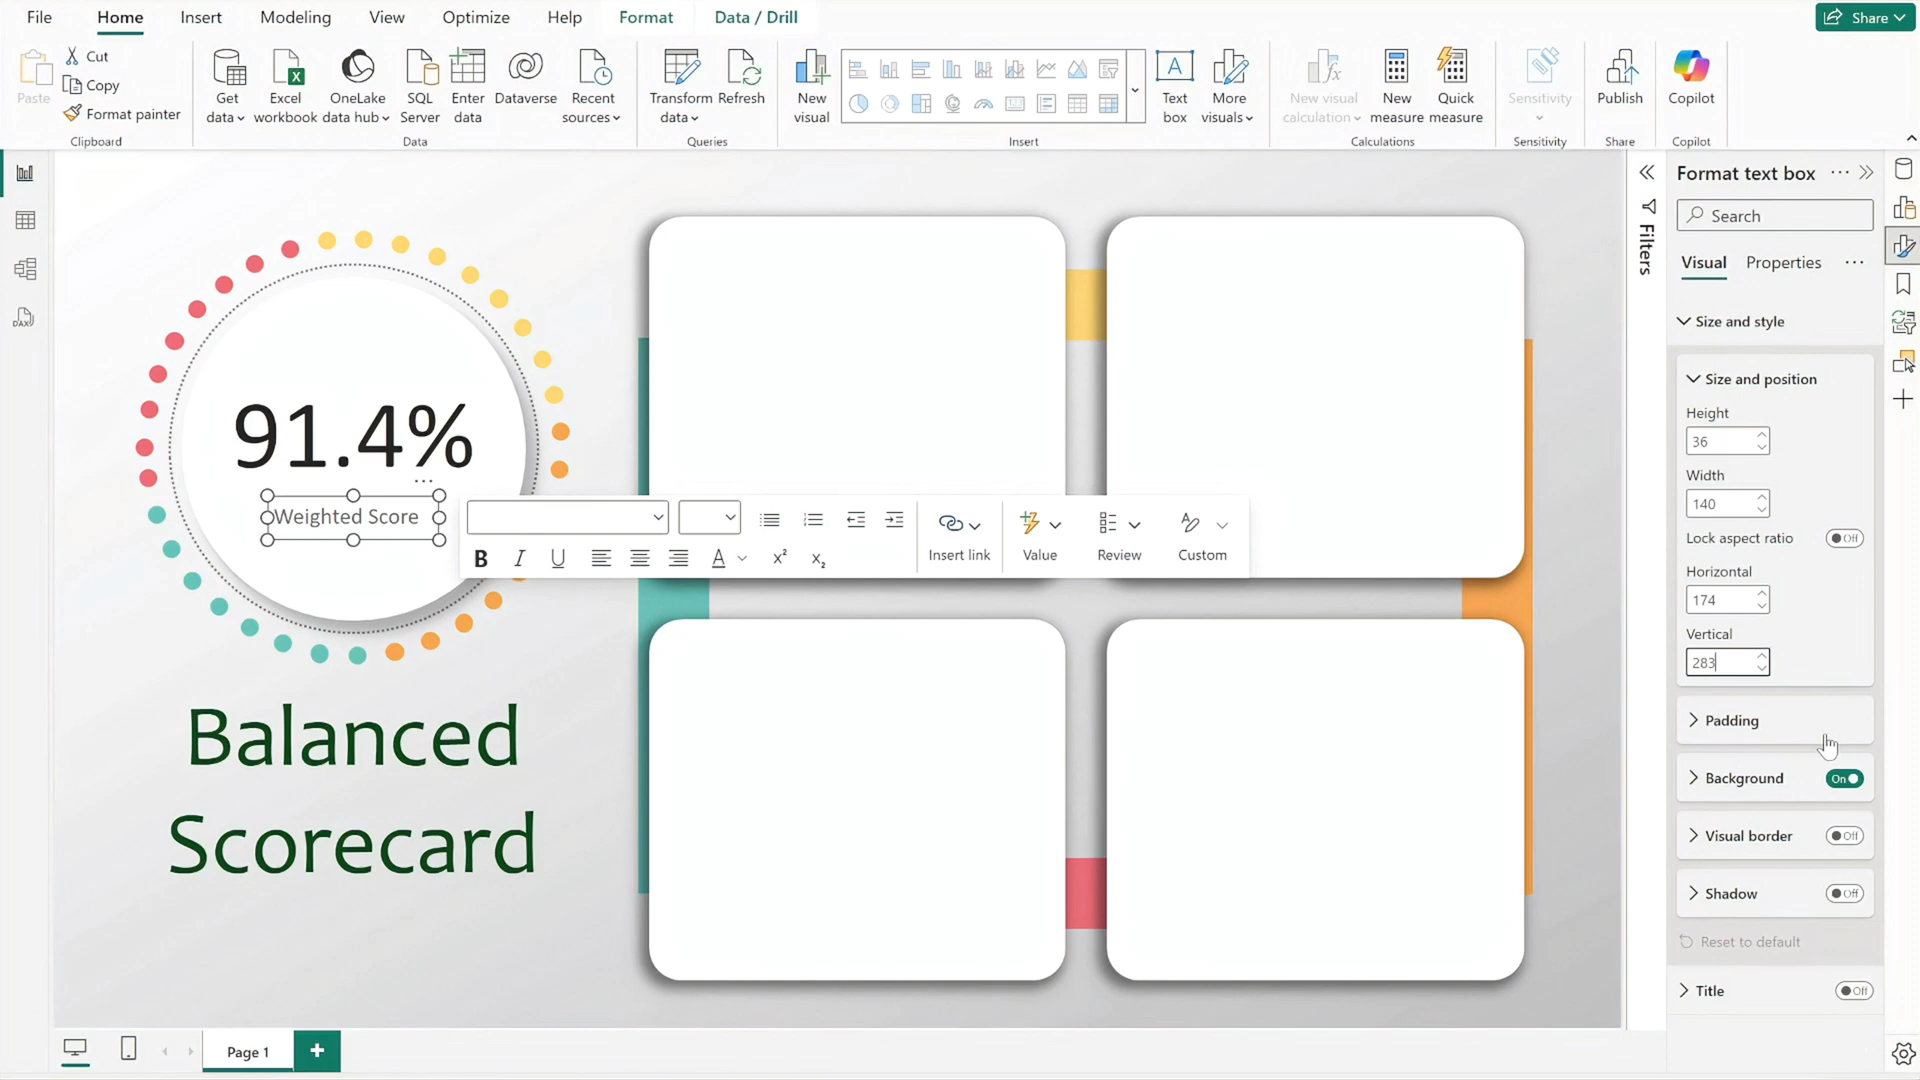 File Home Insert Modeling View Optimize Help Format Data / Drill Share
Paste Cut Copy Format painter
Clipboard
Get data Excel workbook OneLake data hub SQL Server Enter data Dataverse Recent sources
Data
Transform data Refresh
Queries
New visual Text box More visuals
Insert
New visual calculation New measure Quick measure
Calculations
Sensitivity
Sensitivity
Publish
Share
Copilot
Copilot
91.4%
Weighted Score
Balanced
Scorecard
Insert link Value Review Custom
B I U A x² x₂
Page 1
Filters
Format text box
Search
Visual Properties
Size and style
Size and position
Height
36
Width
140
Lock aspect ratio Off
Horizontal
174
Vertical
283
Padding
Background On
Visual border Off
Shadow Off
Reset to default
Title Off